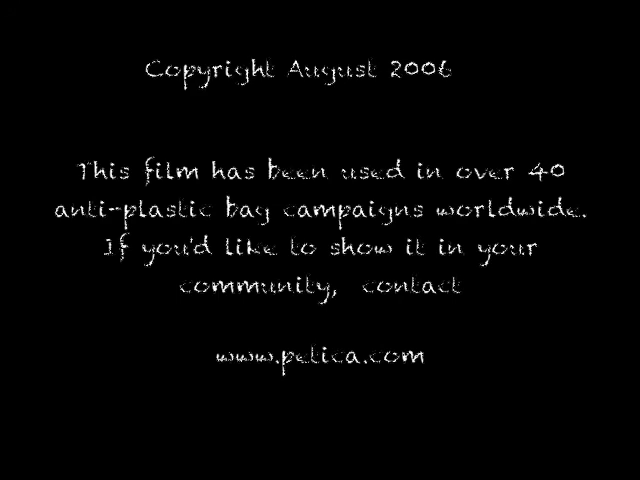 Copyright August 2006
This film has been used in over 40
anti-plastic bag campaigns worldwide.
If you'd like to show it in your
community, contact
www.petica.com